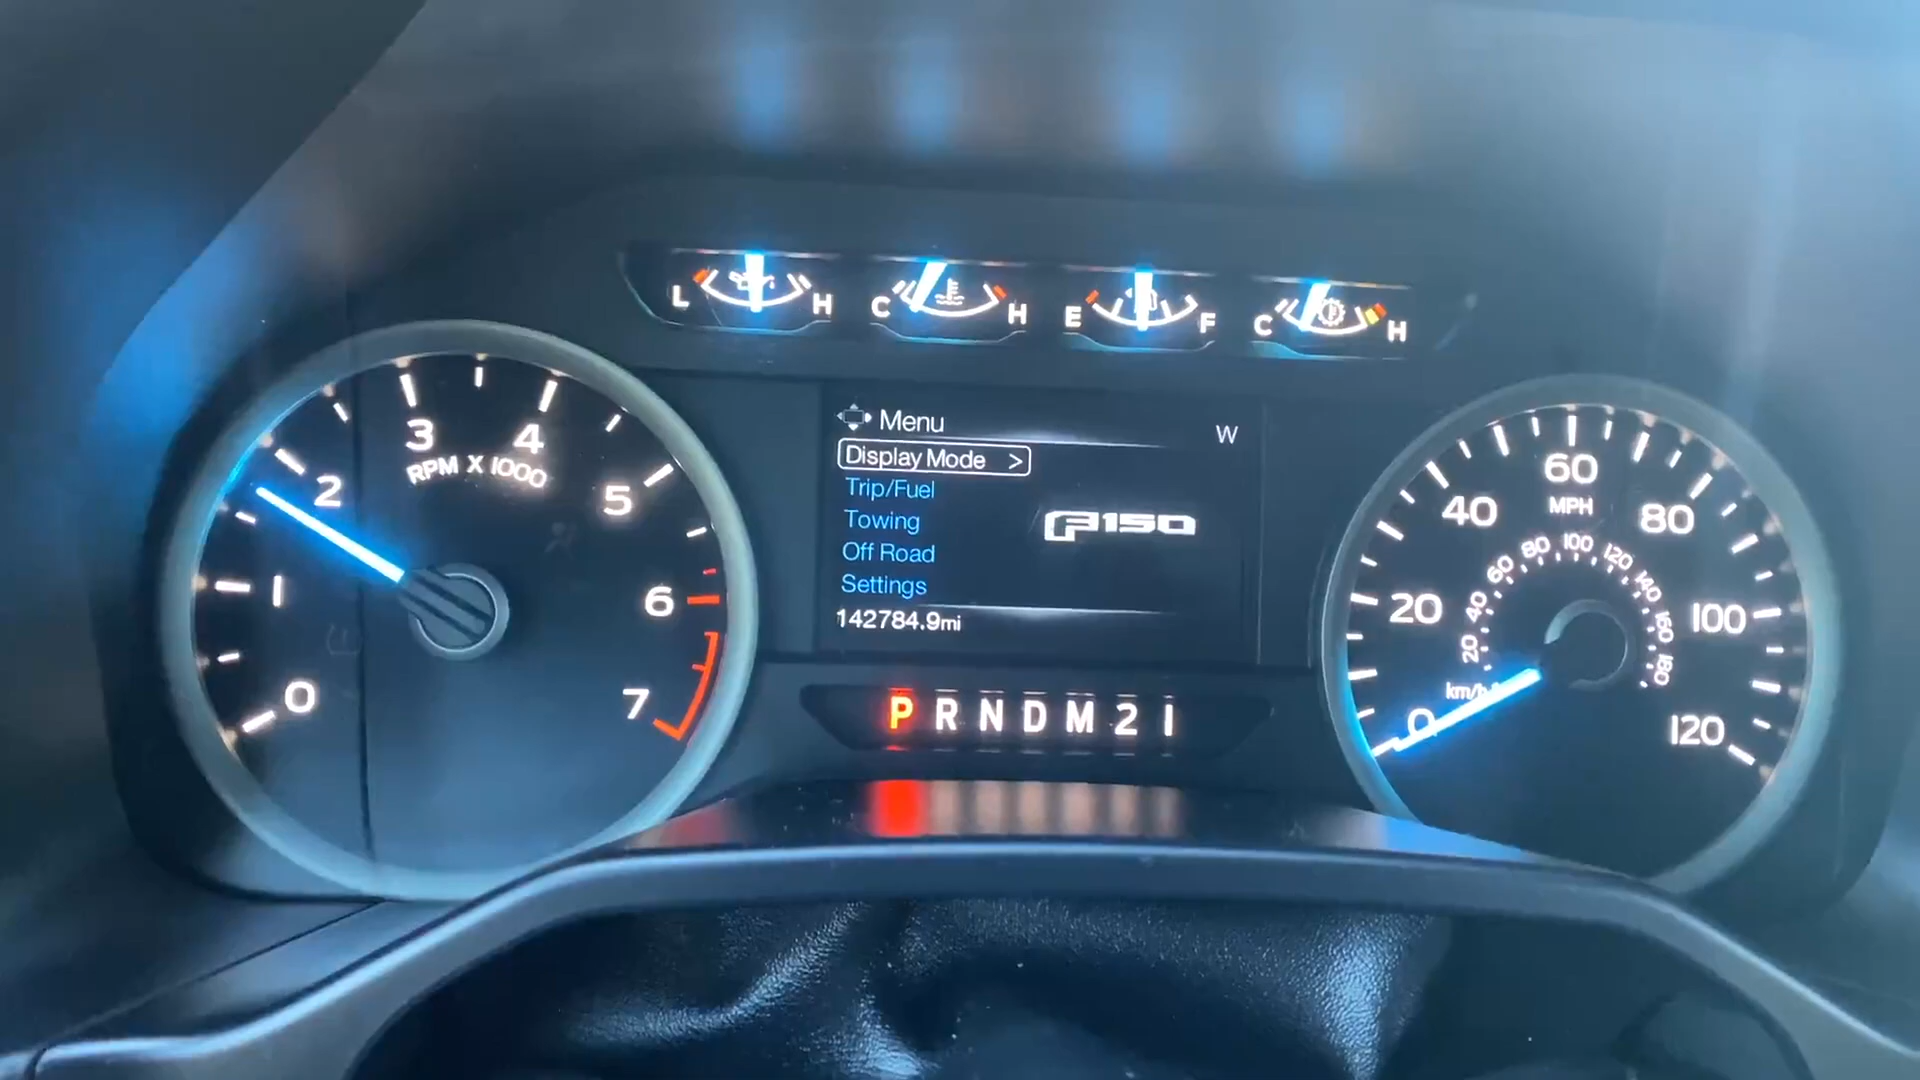 L H C H E F C H
0 1 2 3 4 5 6 7
RPM X 1000
Menu
W
Display Mode >
Trip/Fuel
Towing
Off Road
Settings
F150
142784.9mi
P R N D M 2 1
0 20 40 60 80 100 120
MPH
20 40 60 80 100 120 140 160 180
km/h